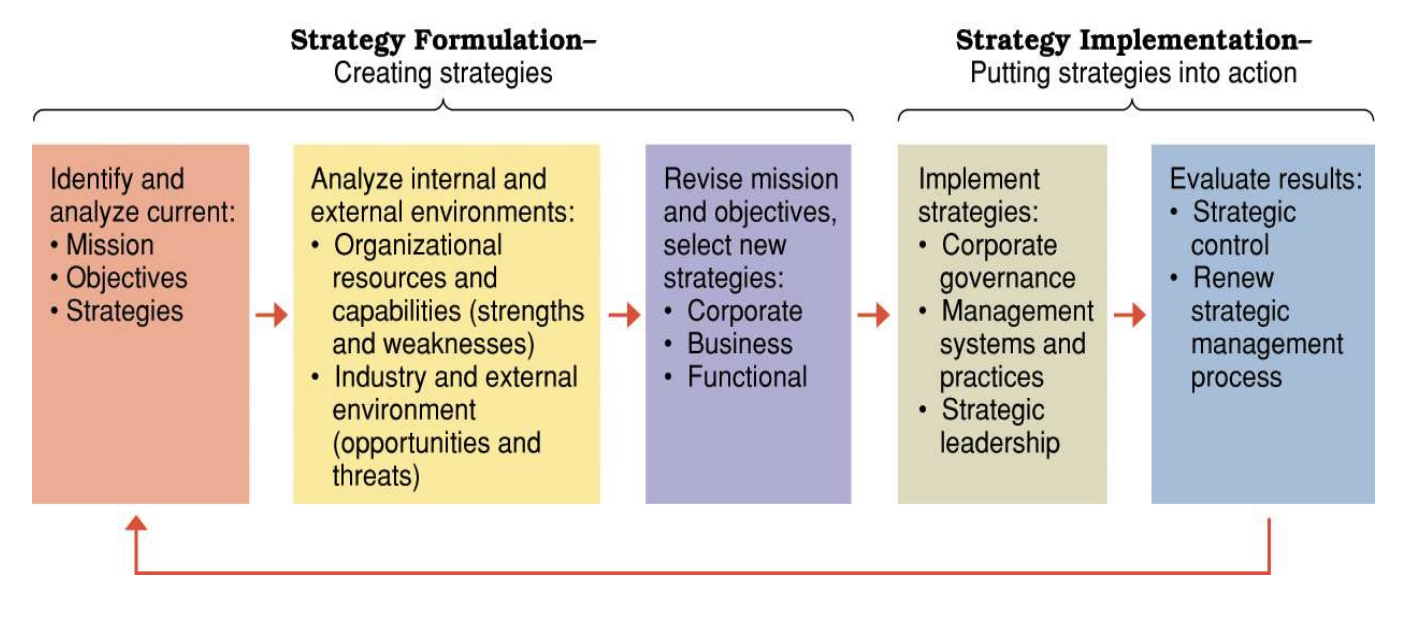 Strategy Formulation–
Creating strategies
Strategy Implementation–
Putting strategies into action
Identify and
analyze current:
• Mission
• Objectives
• Strategies
Analyze internal and
external environments:
• Organizational
resources and
capabilities (strengths
and weaknesses)
• Industry and external
environment
(opportunities and
threats)
Revise mission
and objectives,
select new
strategies:
• Corporate
• Business
• Functional
Implement
strategies:
• Corporate
governance
• Management
systems and
practices
• Strategic
leadership
Evaluate results:
• Strategic
control
• Renew
strategic
management
process